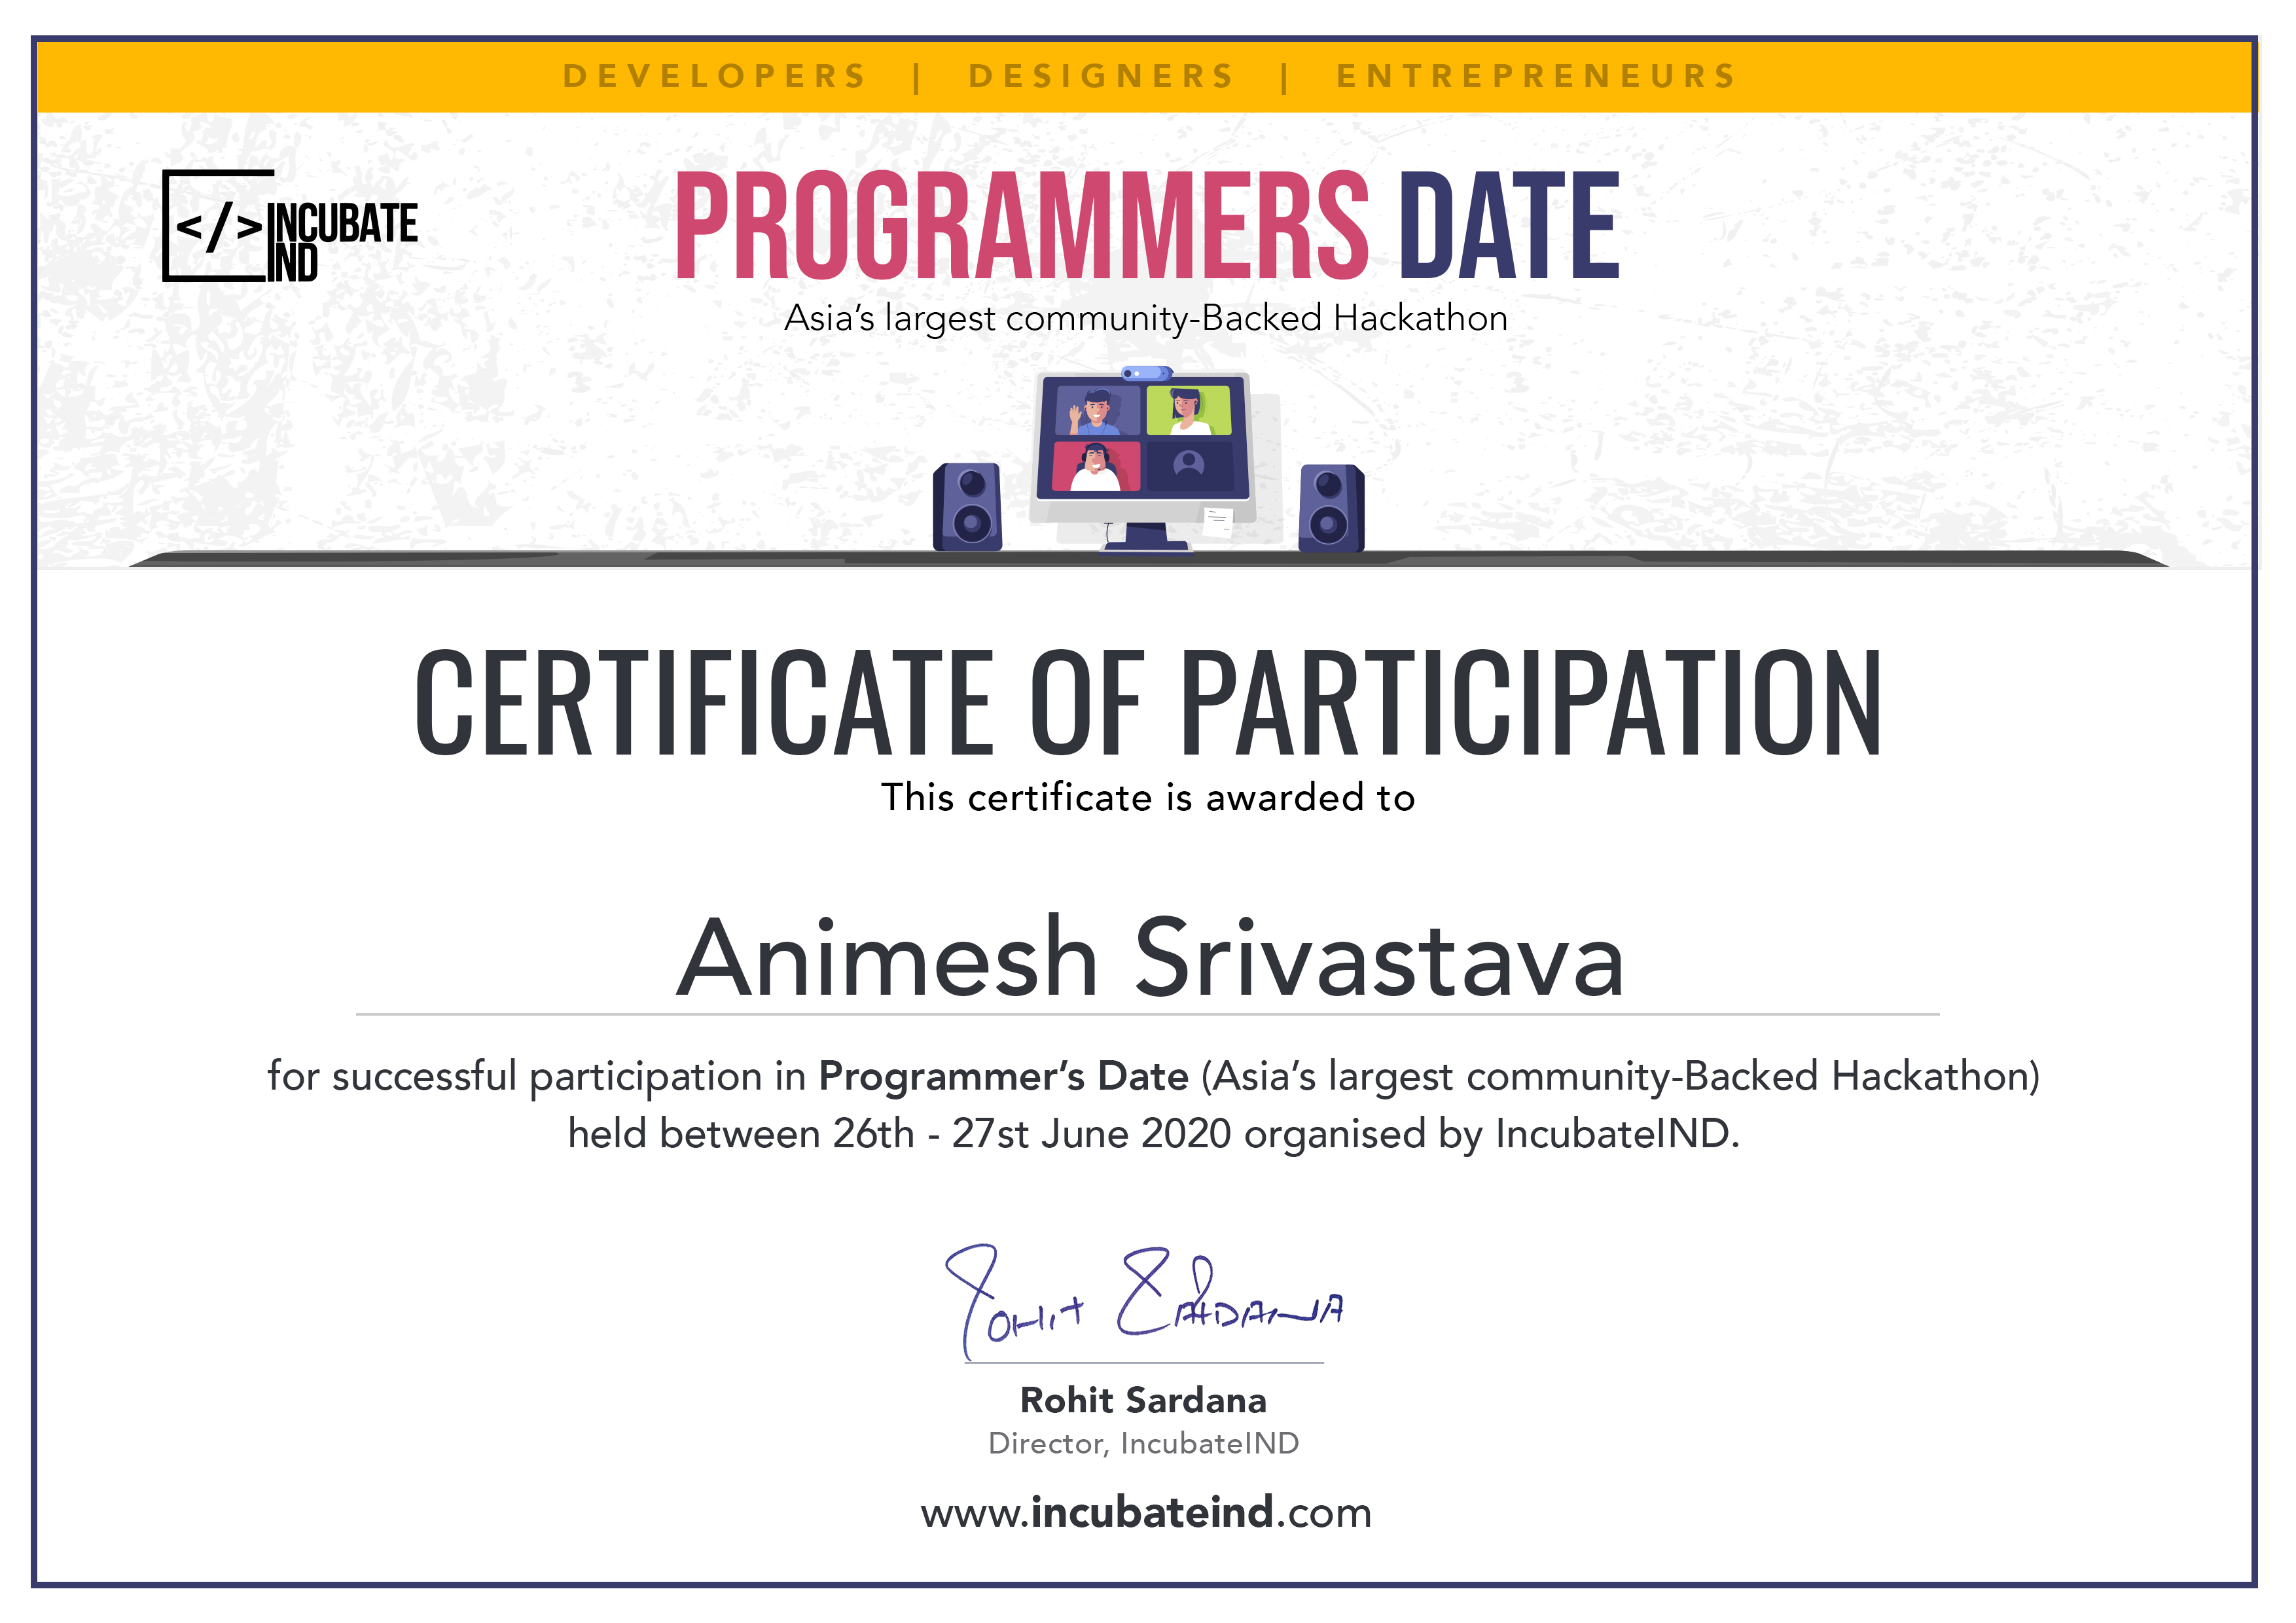 DEVELOPERS | DESIGNERS | ENTREPRENEURS
</> INCUBATE
IND
PROGRAMMERS DATE
Asia's largest community-Backed Hackathon
CERTIFICATE OF PARTICIPATION
This certificate is awarded to
Animesh Srivastava
for successful participation in Programmer's Date (Asia's largest community-Backed Hackathon)
held between 26th - 27st June 2020 organised by IncubateIND.
Rohit Sardana
Rohit Sardana
Director, IncubateIND
www.incubateind.com